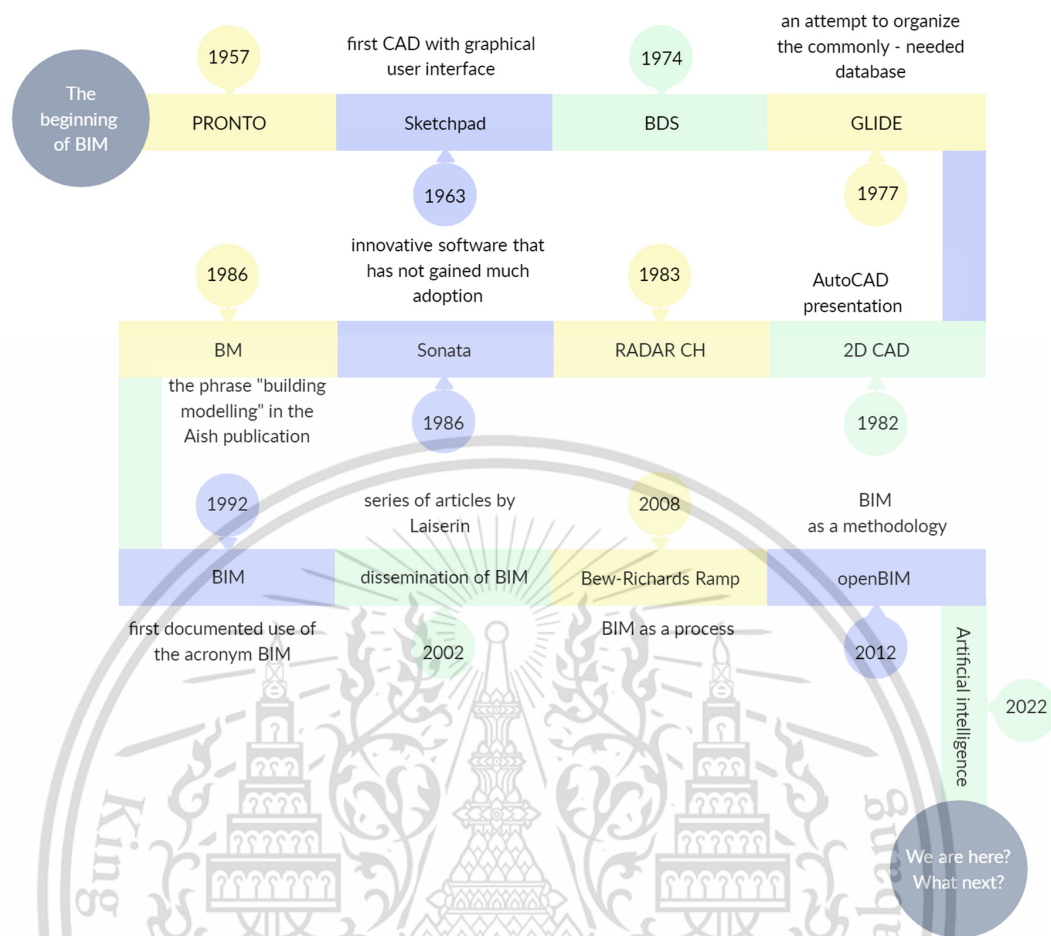 The
beginning
of BIM
1957
PRONTO
first CAD with graphical
user interface
Sketchpad
1963
1974
BDS
an attempt to organize
the commonly - needed
database
GLIDE
1977
AutoCAD
presentation
2D CAD
1982
1983
RADAR CH
innovative software that
has not gained much
adoption
Sonata
1986
1986
BM
the phrase "building
modelling" in the
Aish publication
1992
BIM
first documented use of
the acronym BIM
series of articles by
Laiserin
dissemination of BIM
2002
2008
Bew-Richards Ramp
BIM as a process
BIM
as a methodology
openBIM
2012
Artificial intelligence
2022
We are here?
What next?
King